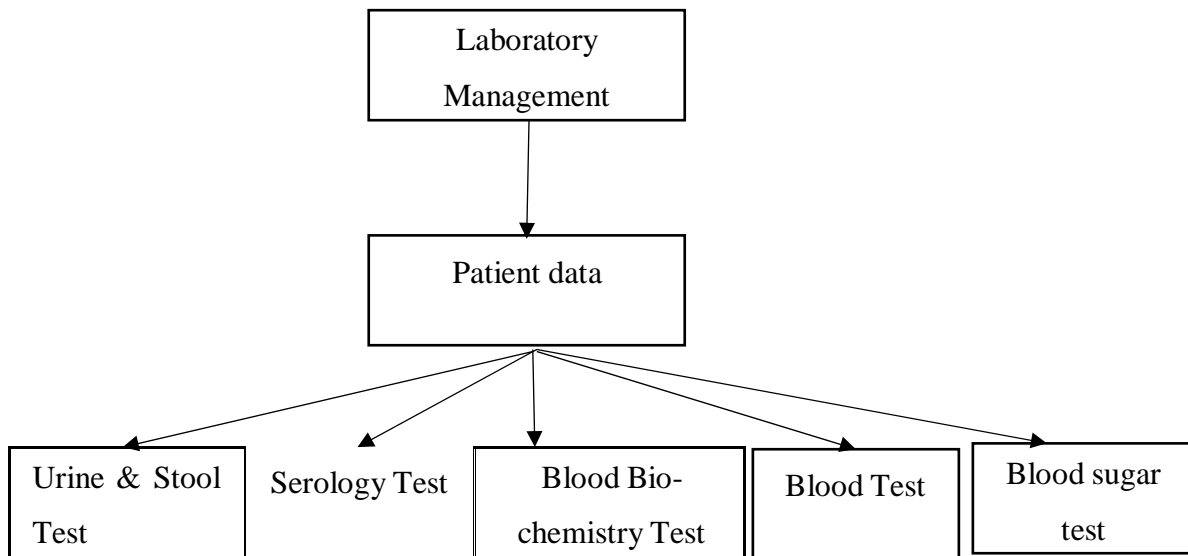 Laboratory
Management
Patient data
Urine & Stool
Test
Serology Test
Blood Bio-
chemistry Test
Blood Test
Blood sugar
test